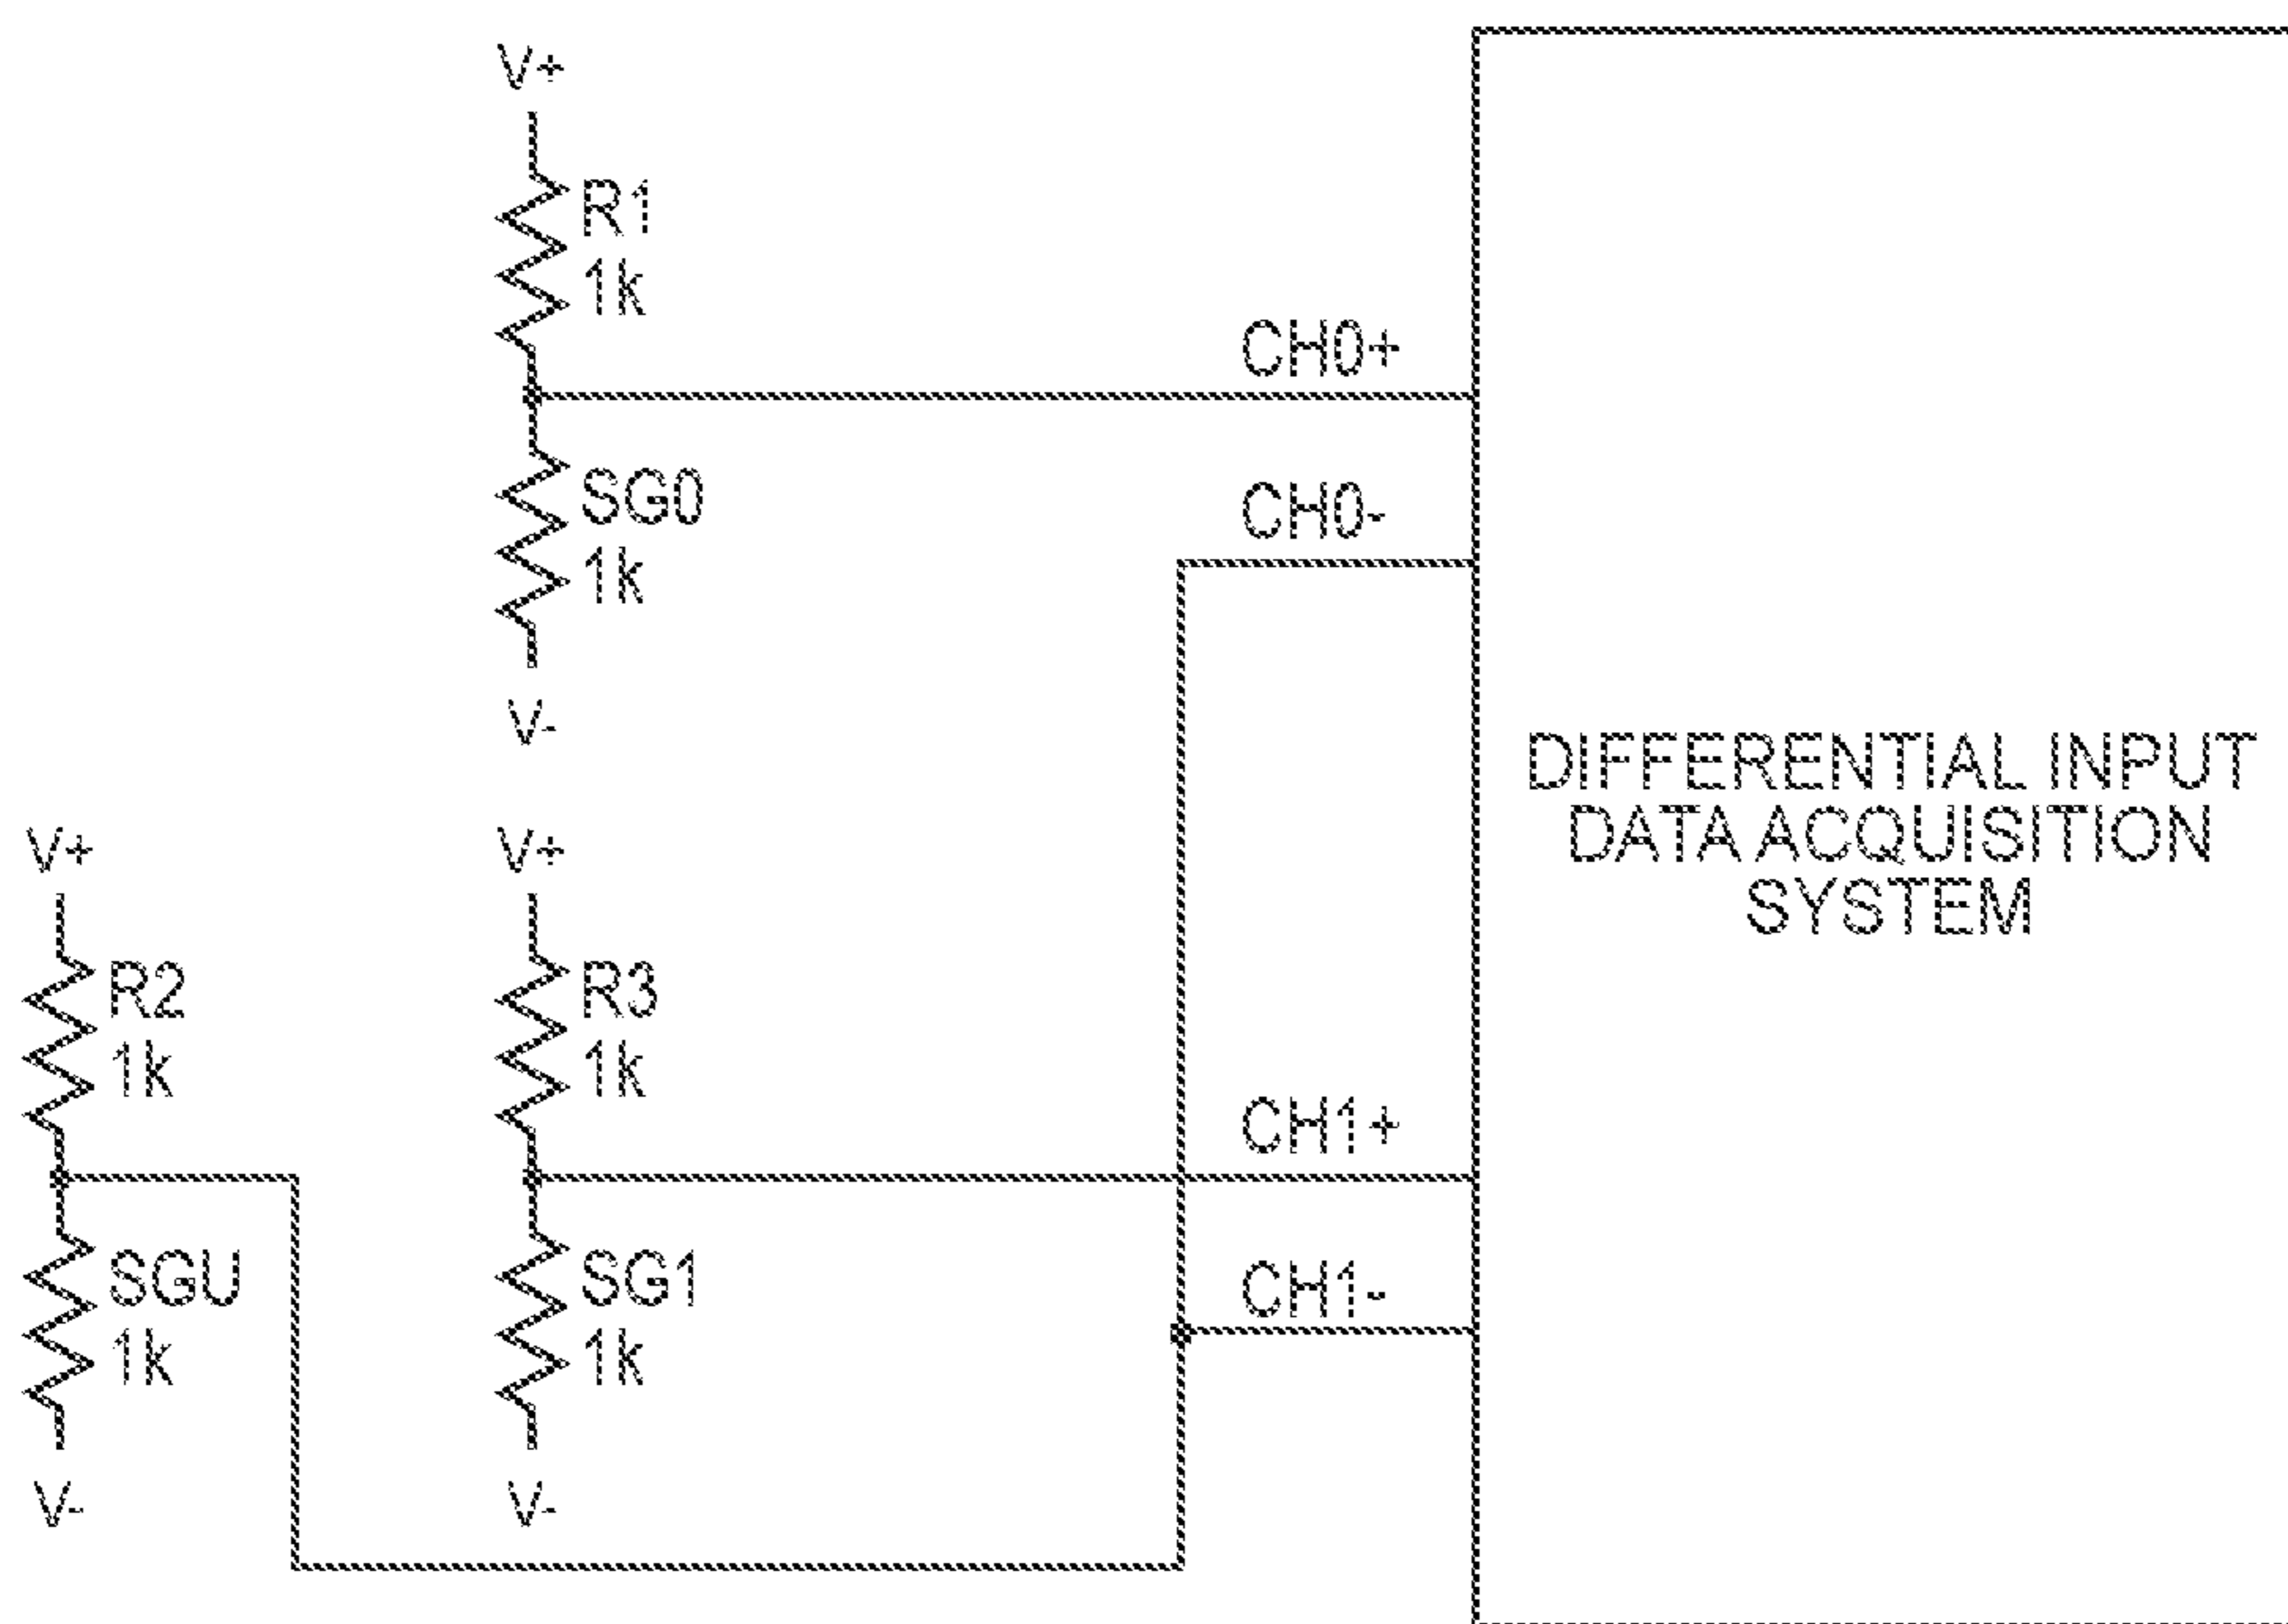 V+
R1
1k
CH0+
SG0
1k
CH0-
V-
DIFFERENTIAL INPUT
DATA ACQUISITION
SYSTEM
V+
V+
R2
1k
R3
1k
CH1+
SGU
1k
SG1
1k
CH1-
V-
V-